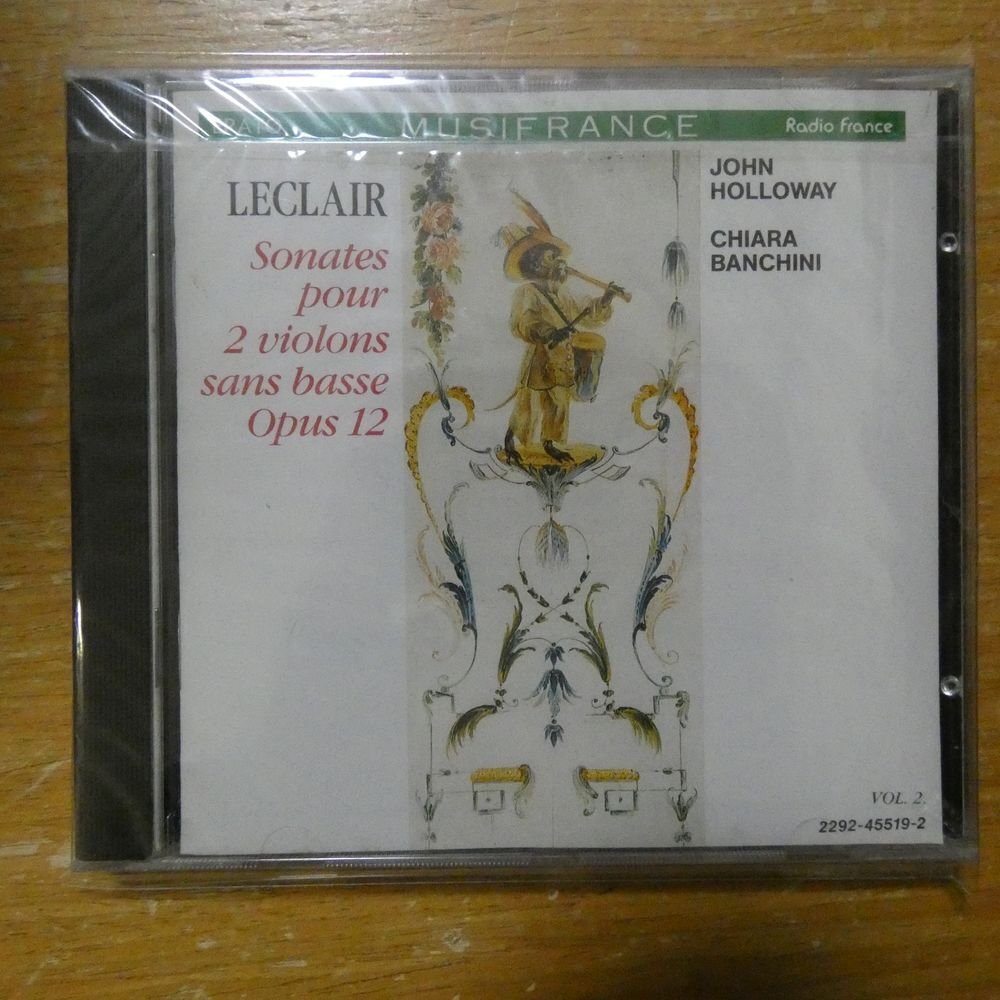 ERATO MUSIFRANCE Radio France
LECLAIR
Sonates
pour
2 violons
sans basse
Opus 12
JOHN
HOLLOWAY
CHIARA
BANCHINI
VOL. 2.
2292-45519-2